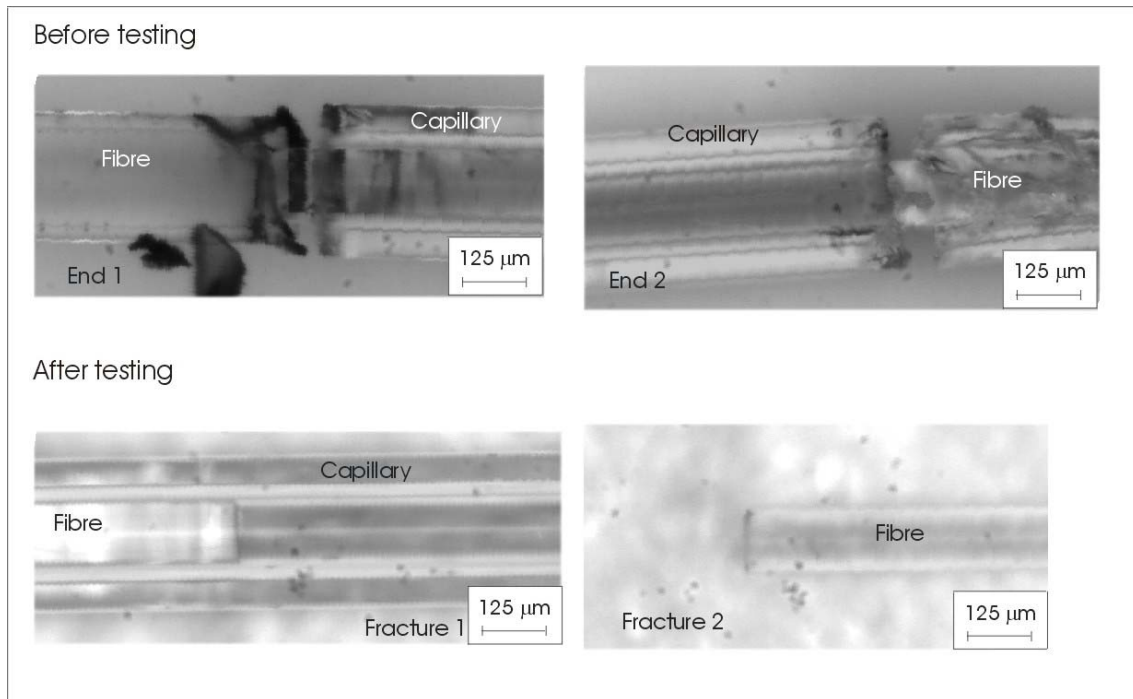 Before testing
Fibre
Capillary
End 1
125 μm
Capillary
Fibre
End 2
125 μm
After testing
Capillary
Fibre
Fracture 1
125 μm
Fibre
Fracture 2
125 μm